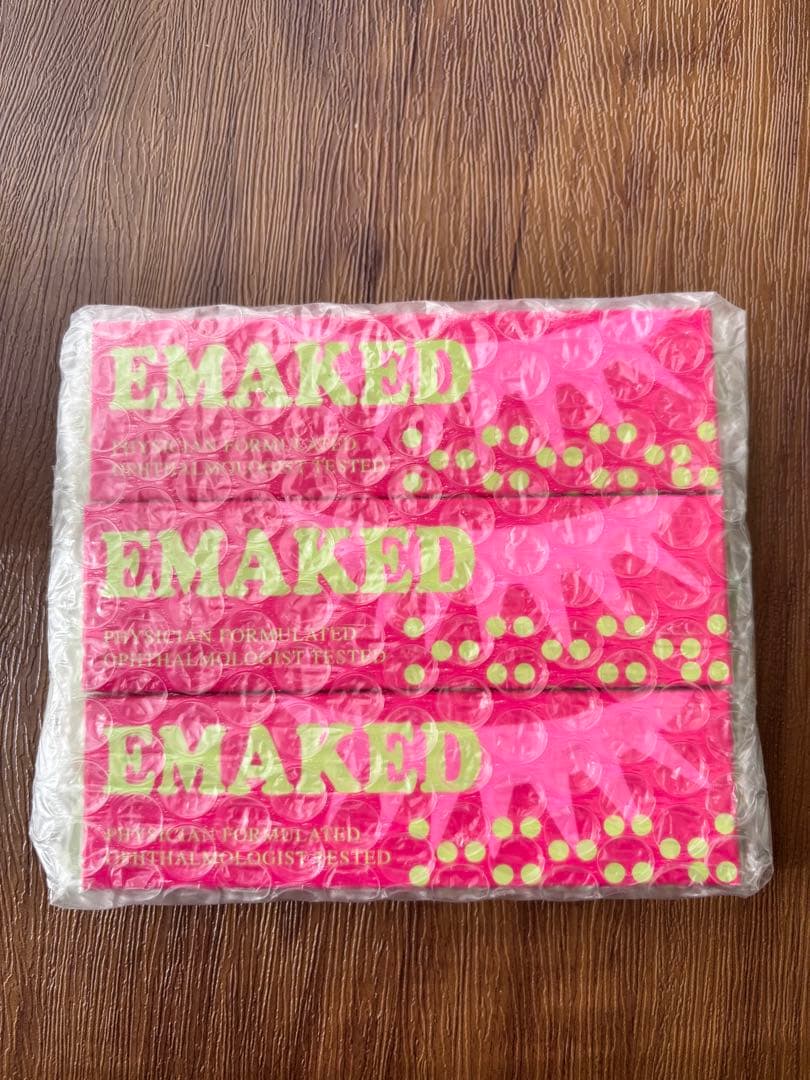 EMAKED
PHYSICIAN FORMULATED
OPHTHALMOLOGIST TESTED
EMAKED
PHYSICIAN FORMULATED
OPHTHALMOLOGIST TESTED
EMAKED
PHYSICIAN FORMULATED
OPHTHALMOLOGIST TESTED